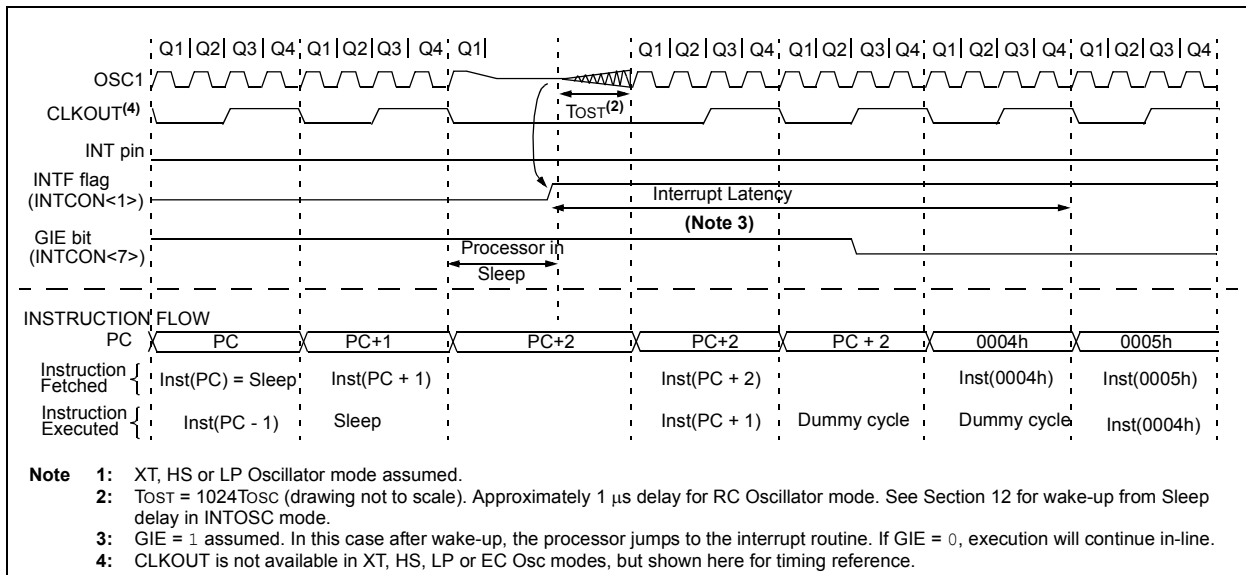 Q1 Q2 Q3 Q4 Q1 Q2 Q3 Q4 Q1 Q1 Q2 Q3 Q4 Q1 Q2 Q3 Q4 Q1 Q2 Q3 Q4 Q1 Q2 Q3 Q4
OSC1
TOST(2)
CLKOUT(4)
INT pin
INTF flag
(INTCON<1>)
Interrupt Latency
(Note 3)
GIE bit
(INTCON<7>)
Processor in
Sleep
INSTRUCTION FLOW
PC PC PC+1 PC+2 PC+2 PC + 2 0004h 0005h
Instruction
Fetched { Inst(PC) = Sleep Inst(PC + 1) Inst(PC + 2) Inst(0004h) Inst(0005h)
Instruction
Executed { Inst(PC - 1) Sleep Inst(PC + 1) Dummy cycle Dummy cycle Inst(0004h)
Note 1: XT, HS or LP Oscillator mode assumed.
2: TOST = 1024TOSC (drawing not to scale). Approximately 1 µs delay for RC Oscillator mode. See Section 12 for wake-up from Sleep
delay in INTOSC mode.
3: GIE = 1 assumed. In this case after wake-up, the processor jumps to the interrupt routine. If GIE = 0, execution will continue in-line.
4: CLKOUT is not available in XT, HS, LP or EC Osc modes, but shown here for timing reference.